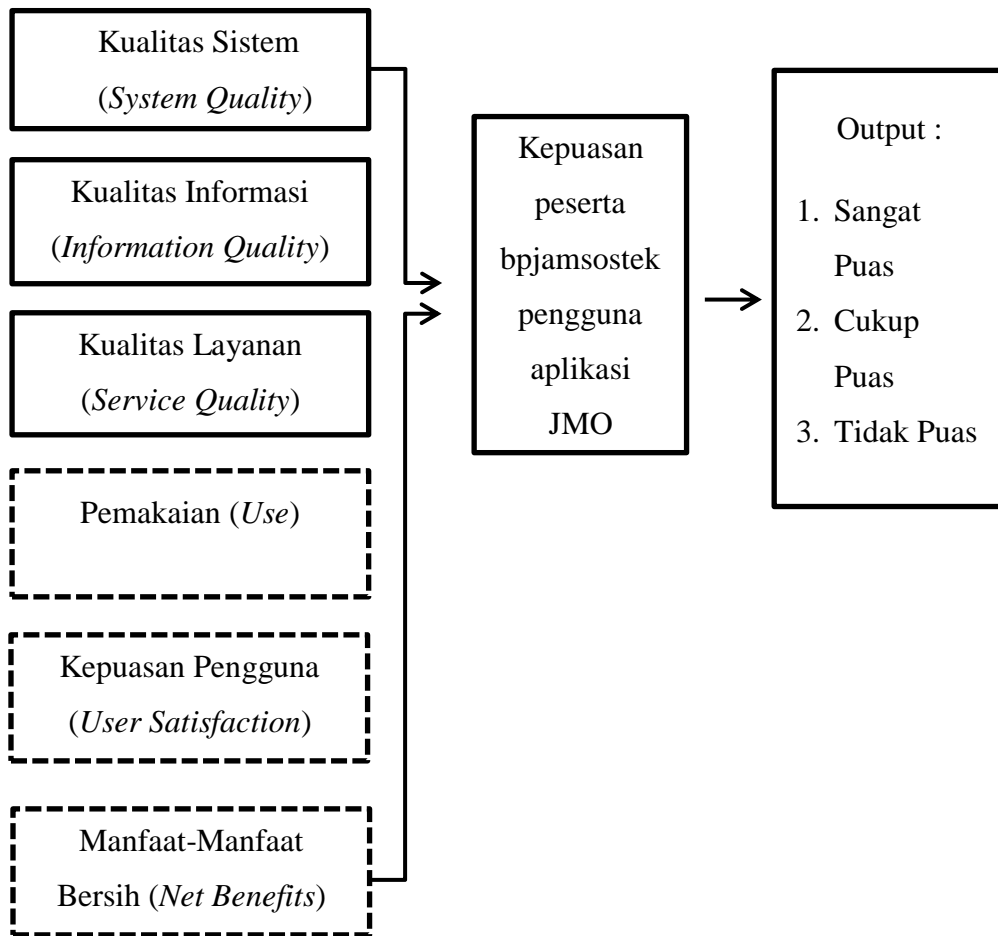 Kualitas Sistem
(System Quality)
Kualitas Informasi
(Information Quality)
Kualitas Layanan
(Service Quality)
Pemakaian (Use)
Kepuasan Pengguna
(User Satisfaction)
Manfaat-Manfaat
Bersih (Net Benefits)
Kepuasan
peserta
bpjamsostek
pengguna
aplikasi
JMO
Output :
1. Sangat
Puas
2. Cukup
Puas
3. Tidak Puas